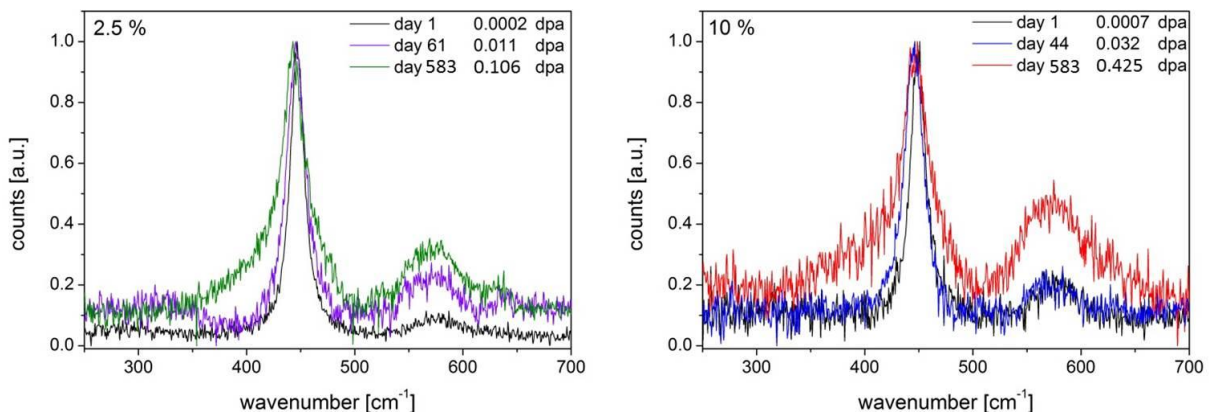 2.5 %
day 1 0.0002 dpa
day 61 0.011 dpa
day 583 0.106 dpa
1.0
0.8
0.6
0.4
0.2
0.0
counts [a.u.]
300 400 500 600 700
wavenumber [cm⁻¹]
10 %
day 1 0.0007 dpa
day 44 0.032 dpa
day 583 0.425 dpa
1.0
0.8
0.6
0.4
0.2
0.0
counts [a.u.]
300 400 500 600 700
wavenumber [cm⁻¹]